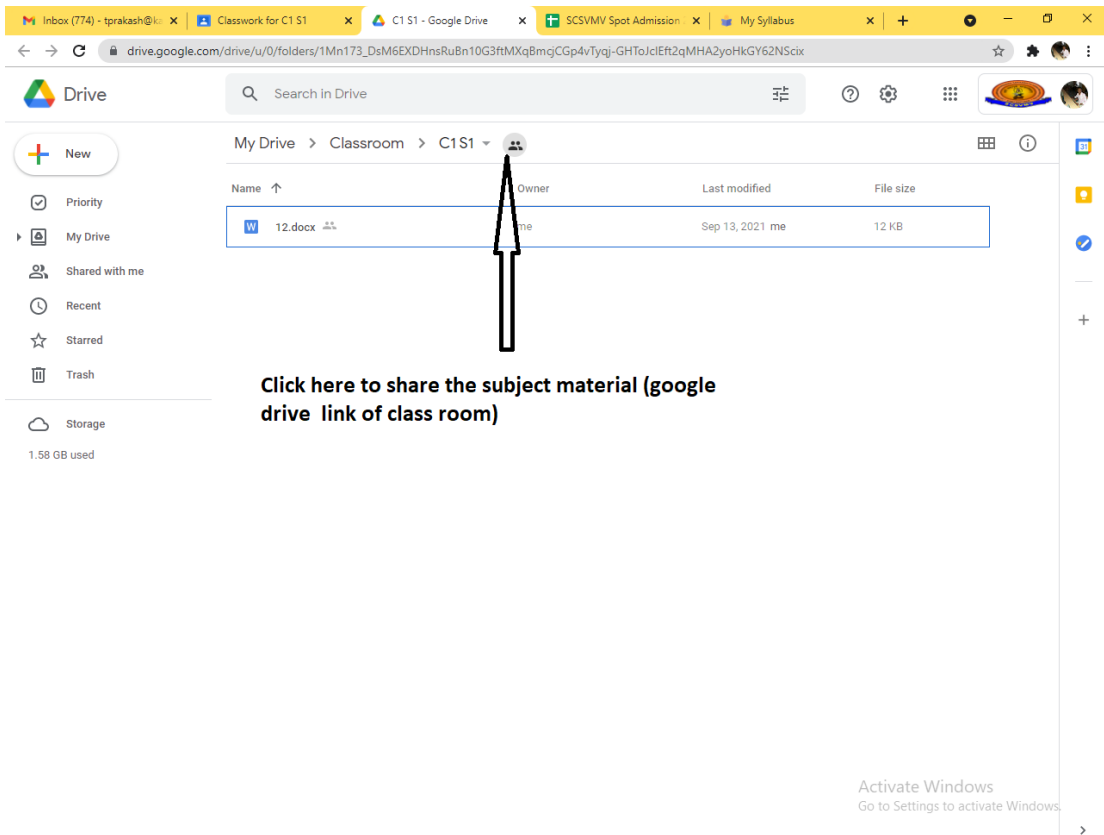 Inbox (774) - tprakash@ka
Classwork for C1 S1
C1 S1 - Google Drive
SCSVMV Spot Admission
My Syllabus
drive.google.com/drive/u/0/folders/1Mn173_DsM6EXDHnsRuBn10G3ftMXqBmcjCGp4vTyqj-GHToJclEft2qMHA2yoHkGY62NScix
Drive
Search in Drive
SCSVMV
New
My Drive > Classroom > C1 S1
31
Name Owner Last modified File size
Priority
W 12.docx me Sep 13, 2021 me 12 KB
My Drive
Shared with me
Recent
Starred
Trash
Click here to share the subject material (google
drive link of class room)
Storage
1.58 GB used
Activate Windows
Go to Settings to activate Windows.